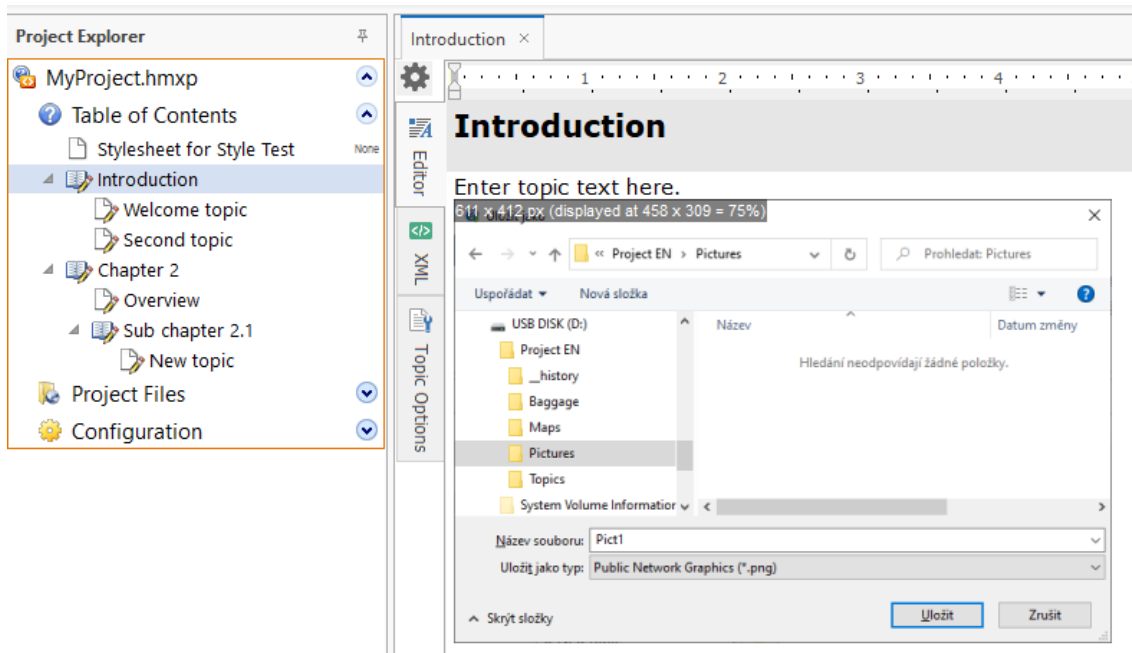 Project Explorer
MyProject.hmxp
Table of Contents
Stylesheet for Style Test None
Introduction
Welcome topic
Second topic
Chapter 2
Overview
Sub chapter 2.1
New topic
Project Files
Configuration
Introduction ×
1 2 3 4
Editor
XML
Topic Options
Introduction
Enter topic text here.
611 x 412 px (displayed at 458 x 309 = 75%)
« Project EN > Pictures
Prohledat: Pictures
Uspořádat Nová složka
USB DISK (D:)
Project EN
__history
Baggage
Maps
Pictures
Topics
System Volume Information
Název Datum změny
Hledání neodpovídají žádné položky.
Název souboru: Pict1
Uložit jako typ: Public Network Graphics (*.png)
Skrýt složky
Uložit Zrušit